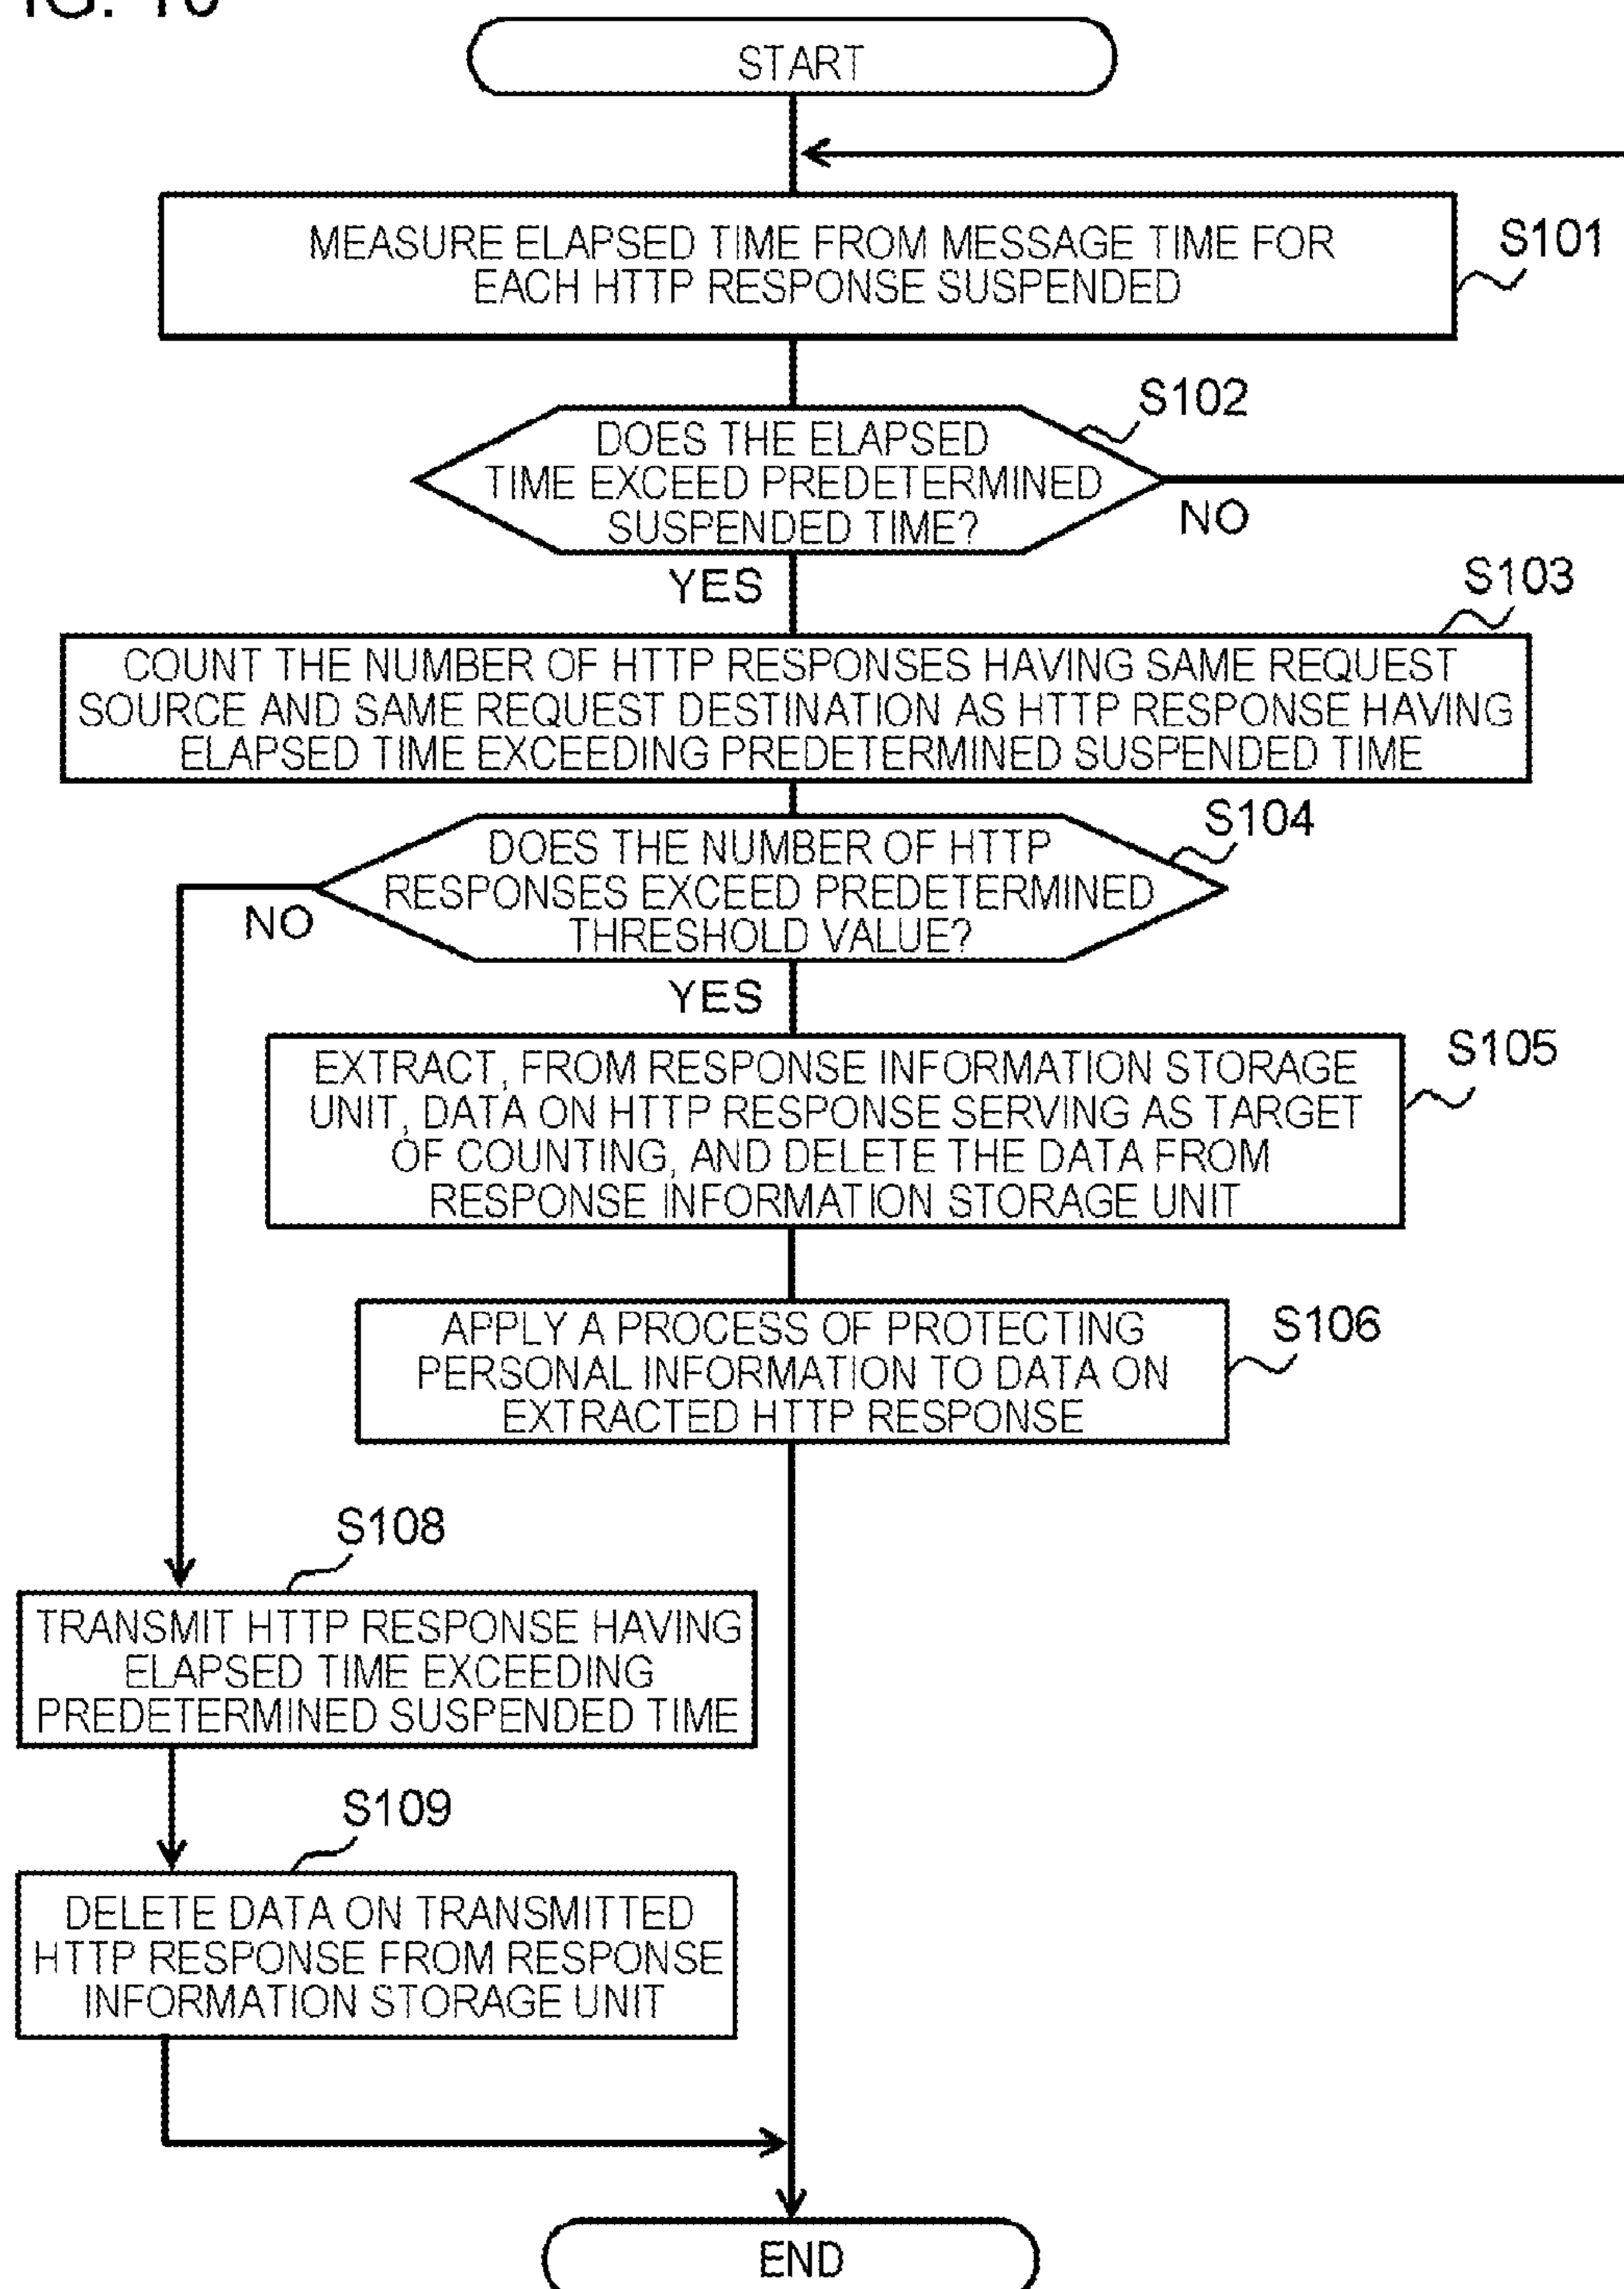 IG. 10
START
MEASURE ELAPSED TIME FROM MESSAGE TIME FOR
EACH HTTP RESPONSE SUSPENDED
S101
S102
DOES THE ELAPSED
TIME EXCEED PREDETERMINED
SUSPENDED TIME?
NO
YES
S103
COUNT THE NUMBER OF HTTP RESPONSES HAVING SAME REQUEST
SOURCE AND SAME REQUEST DESTINATION AS HTTP RESPONSE HAVING
ELAPSED TIME EXCEEDING PREDETERMINED SUSPENDED TIME
S104
DOES THE NUMBER OF HTTP
RESPONSES EXCEED PREDETERMINED
THRESHOLD VALUE?
NO
YES
S105
EXTRACT, FROM RESPONSE INFORMATION STORAGE
UNIT, DATA ON HTTP RESPONSE SERVING AS TARGET
OF COUNTING, AND DELETE THE DATA FROM
RESPONSE INFORMATION STORAGE UNIT
S106
APPLY A PROCESS OF PROTECTING
PERSONAL INFORMATION TO DATA ON
EXTRACTED HTTP RESPONSE
S108
TRANSMIT HTTP RESPONSE HAVING
ELAPSED TIME EXCEEDING
PREDETERMINED SUSPENDED TIME
S109
DELETE DATA ON TRANSMITTED
HTTP RESPONSE FROM RESPONSE
INFORMATION STORAGE UNIT
END